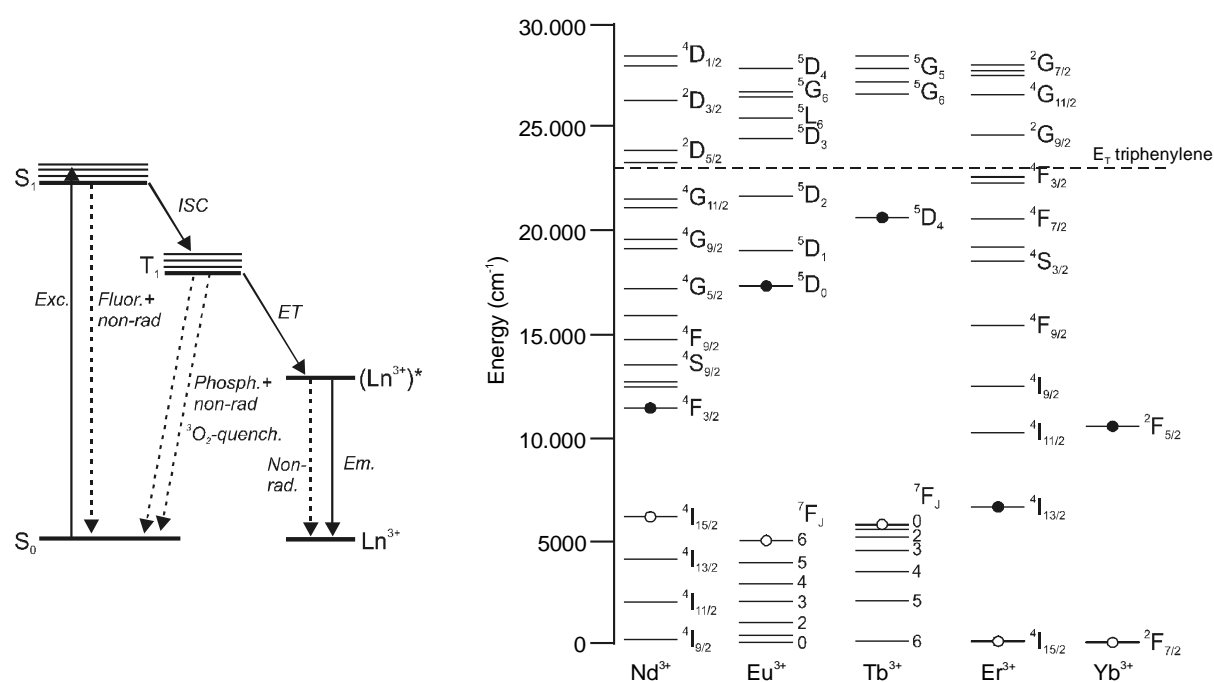 S₁
ISC
T₁
Exc.
Fluor.+
non-rad
ET
(Ln³⁺)*
Phosph.+
non-rad
³O₂-quench.
Non-
rad.
Em.
S₀
Ln³⁺
Energy (cm⁻¹)
30.000
25.000
20.000
15.000
10.000
5000
0
⁴D₁/₂
²D₃/₂
²D₅/₂
⁴G₁₁/₂
⁴G₉/₂
⁴G₅/₂
⁴F₉/₂
⁴S₉/₂
⁴F₃/₂
⁴I₁₅/₂
⁴I₁₃/₂
⁴I₁₁/₂
⁴I₉/₂
Nd³⁺
⁵D₄
⁵G₆
⁵L₆
⁵D₃
⁵D₂
⁵D₁
⁵D₀
⁷F_J
6
5
4
3
2
0
Eu³⁺
⁵G₅
⁵G₆
⁵D₄
⁷F_J
0
2
3
4
5
6
Tb³⁺
²G₇/₂
⁴G₁₁/₂
²G₉/₂
⁴F₃/₂
⁴F₇/₂
⁴S₃/₂
⁴F₉/₂
⁴I₉/₂
⁴I₁₁/₂
⁴I₁₃/₂
⁴I₁₅/₂
Er³⁺
E_T triphenylene
²F₅/₂
²F₇/₂
Yb³⁺